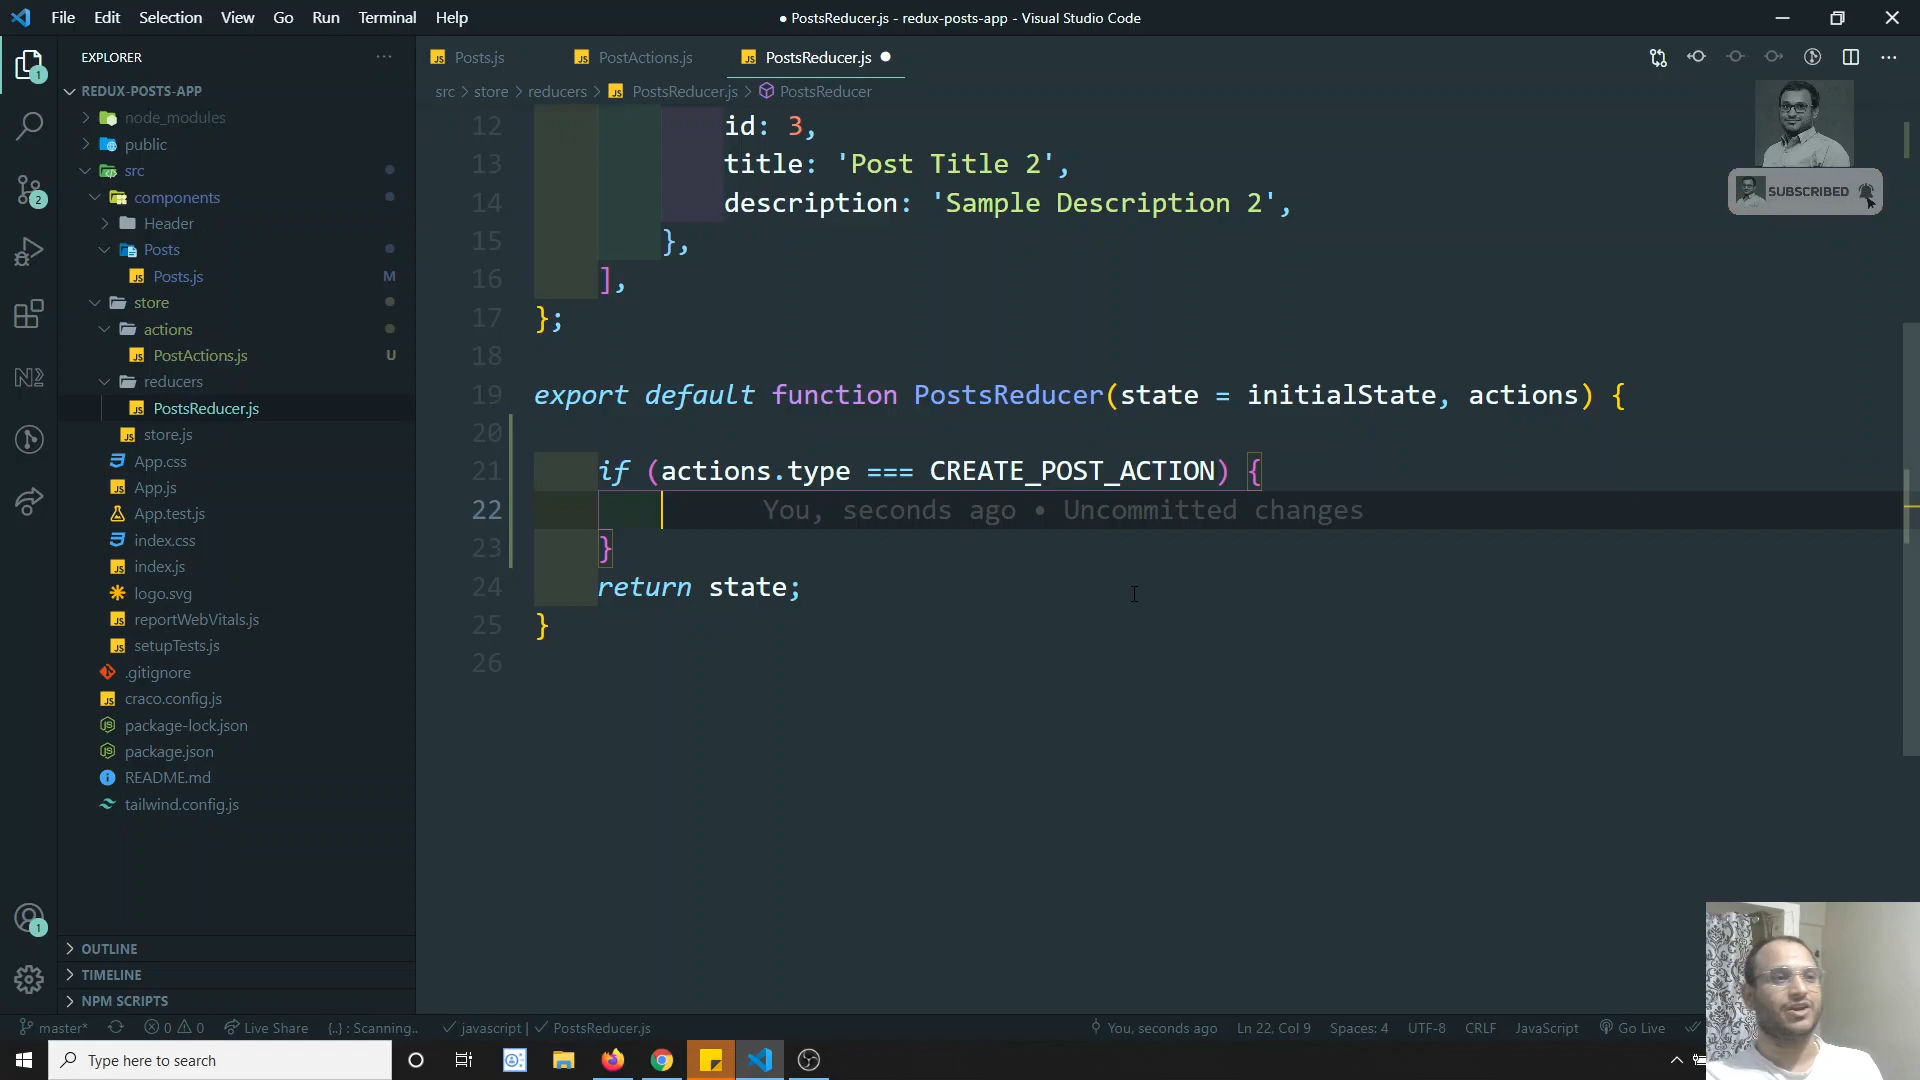 File Edit Selection View Go Run Terminal Help
● PostsReducer.js - redux-posts-app - Visual Studio Code
EXPLORER
REDUX-POSTS-APP
node_modules
public
src
components
Header
Posts
Posts.js M
store
actions
PostActions.js U
reducers
PostsReducer.js
store.js
App.css
App.js
App.test.js
index.css
index.js
logo.svg
reportWebVitals.js
setupTests.js
.gitignore
craco.config.js
package-lock.json
package.json
README.md
tailwind.config.js
OUTLINE
TIMELINE
NPM SCRIPTS
Posts.js PostActions.js PostsReducer.js ●
src > store > reducers > PostsReducer.js > PostsReducer
12 id: 3,
13 title: 'Post Title 2',
14 description: 'Sample Description 2',
15 },
16 ],
17 };
18
19 export default function PostsReducer(state = initialState, actions) {
20
21 if (actions.type === CREATE_POST_ACTION) {
22 You, seconds ago • Uncommitted changes
23 }
24 return state;
25 }
26
SUBSCRIBED
master* 0 0 Live Share {..} : Scanning.. javascript | PostsReducer.js You, seconds ago Ln 22, Col 9 Spaces: 4 UTF-8 CRLF JavaScript Go Live
Type here to search